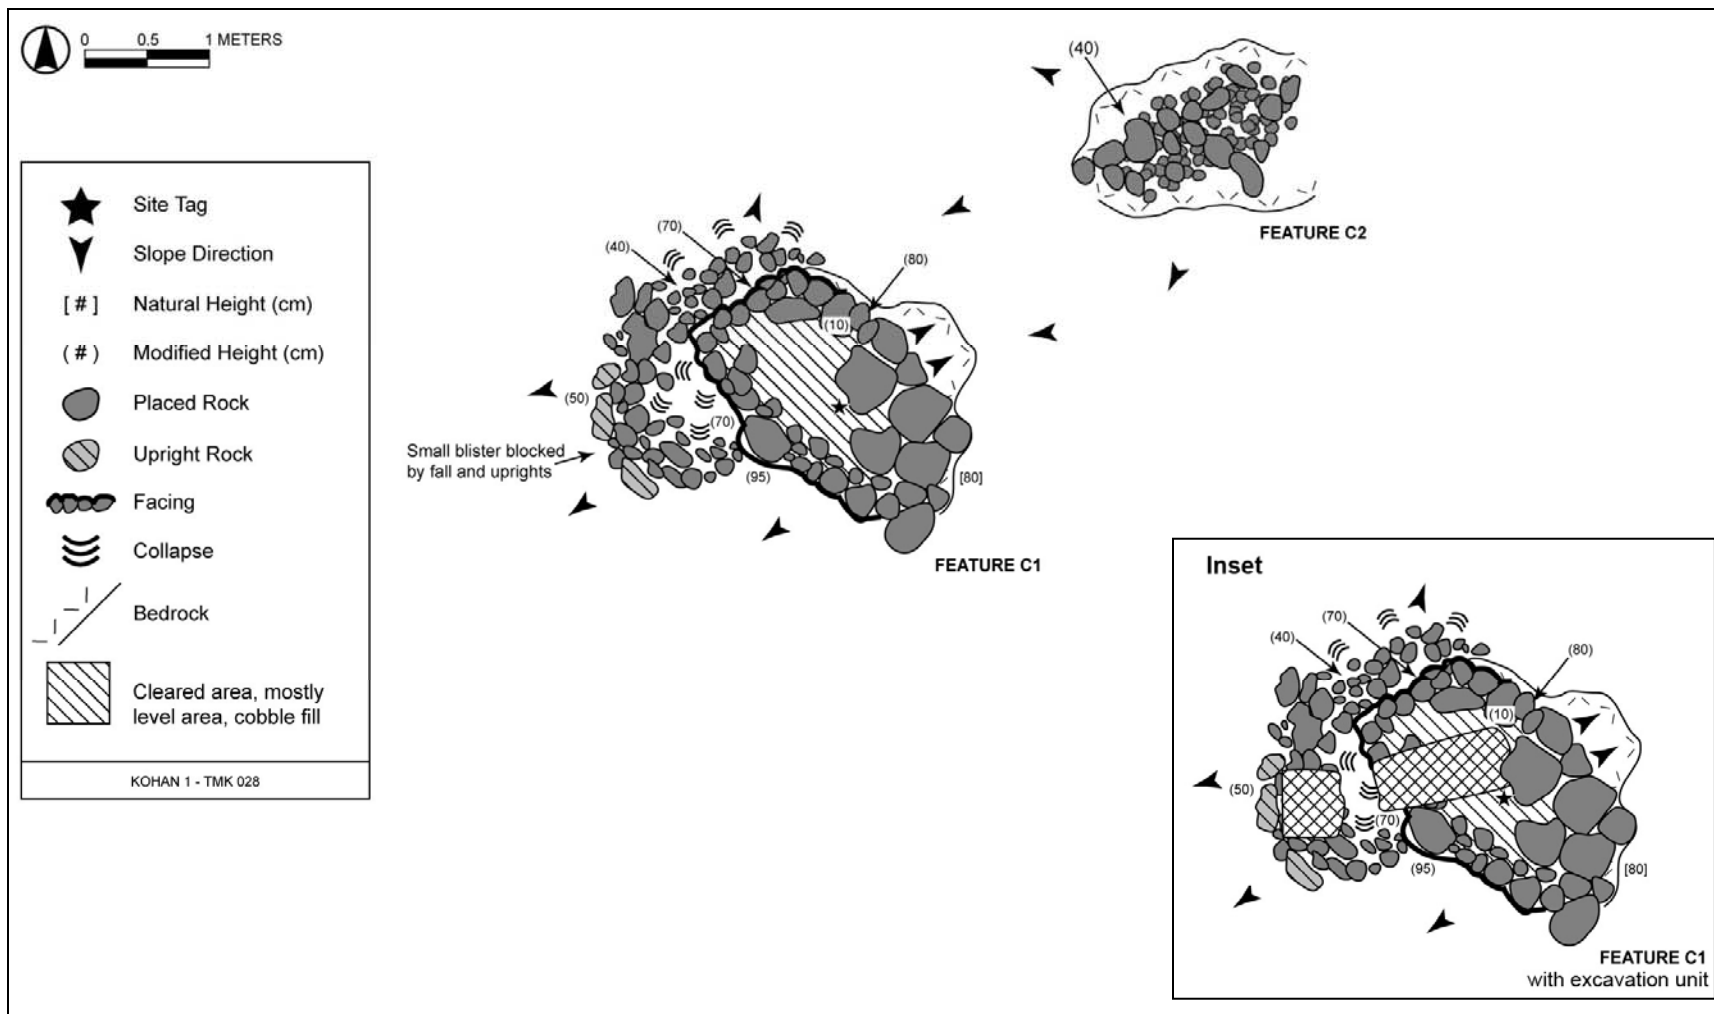 0 0.5 1 METERS
Site Tag
Slope Direction
[ # ] Natural Height (cm)
( # ) Modified Height (cm)
Placed Rock
Upright Rock
Facing
Collapse
Bedrock
Cleared area, mostly
level area, cobble fill
KOHAN 1 - TMK 028
(40)
FEATURE C2
(70)
(40)
(80)
(10)
(50)
(70)
Small blister blocked
by fall and uprights
(95)
[80]
FEATURE C1
Inset
(70)
(40)
(80)
(10)
(50)
(70)
(95)
[80]
FEATURE C1
with excavation unit